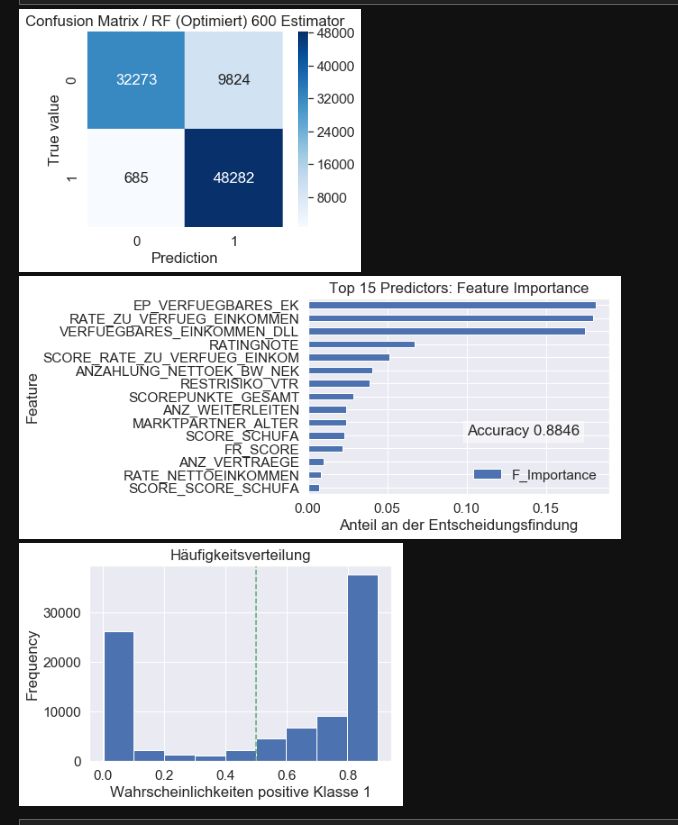 Confusion Matrix / RF (Optimiert) 600 Estimator
48000
40000
32000
24000
16000
8000
True value
0
32273
9824
1
685
48282
0
1
Prediction
Top 15 Predictors: Feature Importance
Feature
EP_VERFUEGBARES_EK
RATE_ZU_VERFUEG_EINKOMMEN
VERFUEGBARES_EINKOMMEN_DLL
RATINGNOTE
SCORE_RATE_ZU_VERFUEG_EINKOM
ANZAHLUNG_NETTOEK_BW_NEK
RESTRISIKO_VTR
SCOREPUNKTE_GESAMT
ANZ_WEITERLEITEN
MARKTPARTNER_ALTER
SCORE_SCHUFA
FR_SCORE
ANZ_VERTRAEGE
RATE_NETTOEINKOMMEN
SCORE_SCORE_SCHUFA
Accuracy 0.8846
F_Importance
0.00 0.05 0.10 0.15
Anteil an der Entscheidungsfindung
Häufigkeitsverteilung
Frequency
30000
20000
10000
0
0.0 0.2 0.4 0.6 0.8
Wahrscheinlichkeiten positive Klasse 1